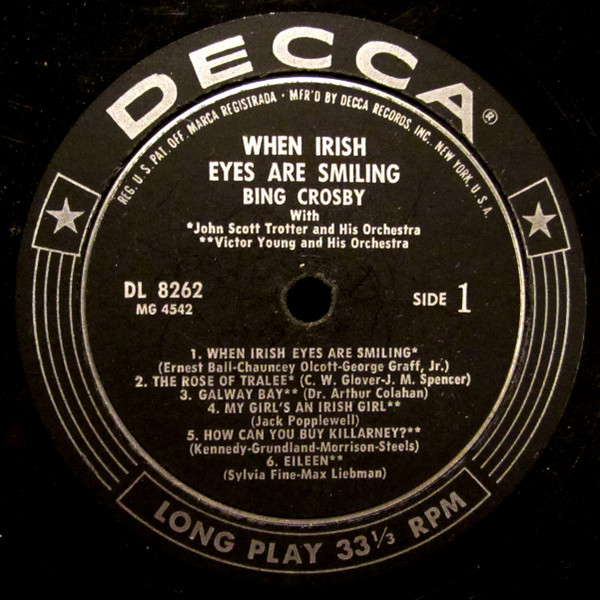 DECCA®
REG. U.S. PAT. OFF. MARCA REGISTRADA • MFR'D BY DECCA RECORDS, INC., NEW YORK, U.S.A.
WHEN IRISH
EYES ARE SMILING
BING CROSBY
With
*John Scott Trotter and His Orchestra
**Victor Young and His Orchestra
DL 8262
MG 4542
SIDE 1
1. WHEN IRISH EYES ARE SMILING*
(Ernest Ball-Chauncey Olcott-George Graff, Jr.)
2. THE ROSE OF TRALEE* (C. W. Glover-J. M. Spencer)
3. GALWAY BAY** (Dr. Arthur Colahan)
4. MY GIRL'S AN IRISH GIRL**
(Jack Popplewell)
5. HOW CAN YOU BUY KILLARNEY?**
(Kennedy-Grundland-Morrison-Steels)
6. EILEEN**
(Sylvia Fine-Max Liebman)
LONG PLAY 33⅓ RPM